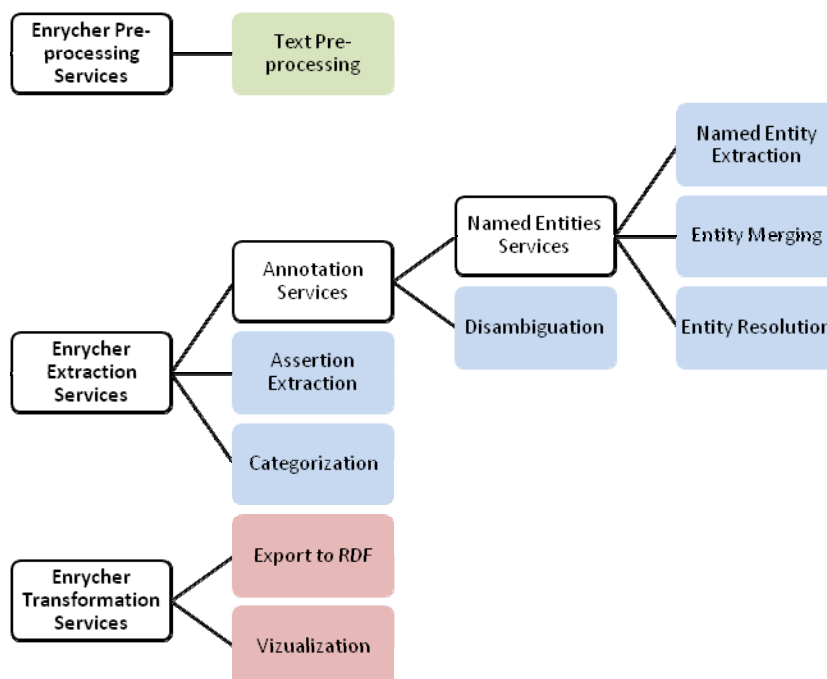 Enrycher Pre-
processing
Services
Text Pre-
processing
Named Entity
Extraction
Named Entities
Services
Entity Merging
Annotation
Services
Disambiguation
Entity Resolution
Enrycher
Extraction
Services
Assertion
Extraction
Categorization
Export to RDF
Enrycher
Transformation
Services
Vizualization